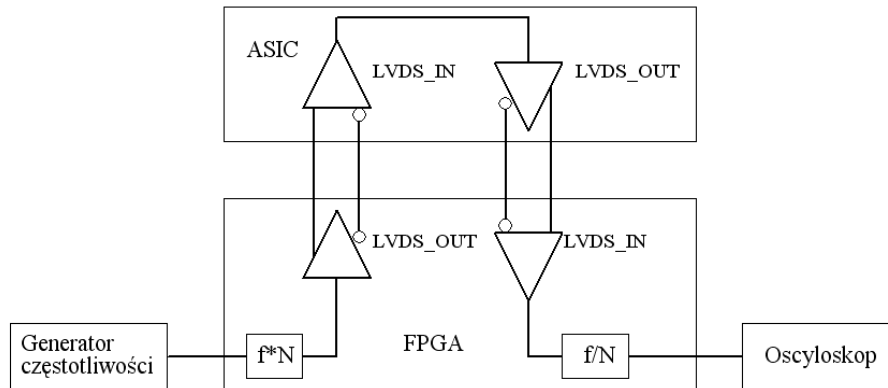 ASIC
LVDS_IN
LVDS_OUT
LVDS_OUT
LVDS_IN
Generator
częstotliwości
f*N
FPGA
f/N
Oscyloskop